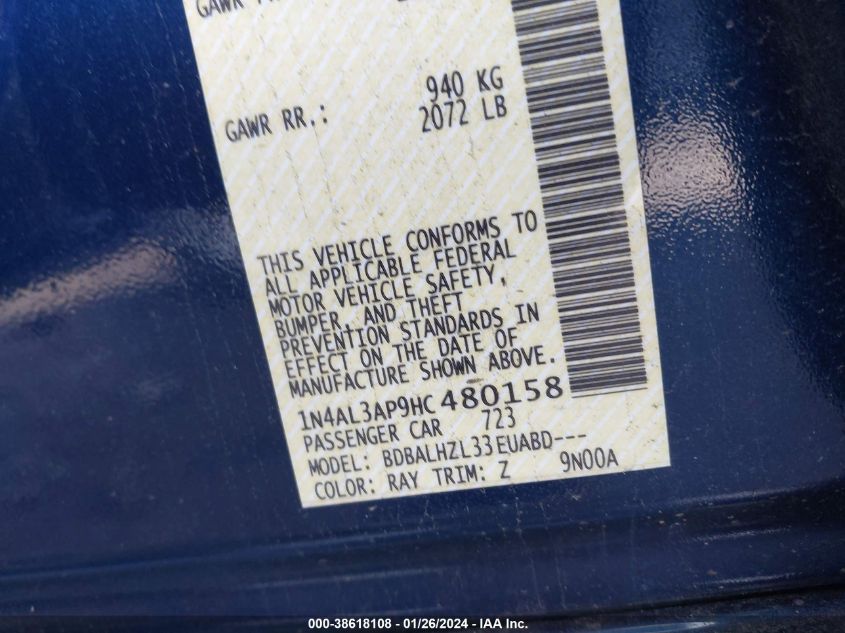 GAWR
940 KG
GAWR RR.: 2072 LB
THIS VEHICLE CONFORMS TO
ALL APPLICABLE FEDERAL
MOTOR VEHICLE SAFETY,
BUMPER, AND THEFT
PREVENTION STANDARDS IN
EFFECT ON THE DATE OF
MANUFACTURE SHOWN ABOVE.
1N4AL3AP9HC480158
PASSENGER CAR 723
MODEL: BDBALHZL33EUABD---
COLOR: RAY TRIM: Z 9N00A
000-38618108 - 01/26/2024 - IAA Inc.